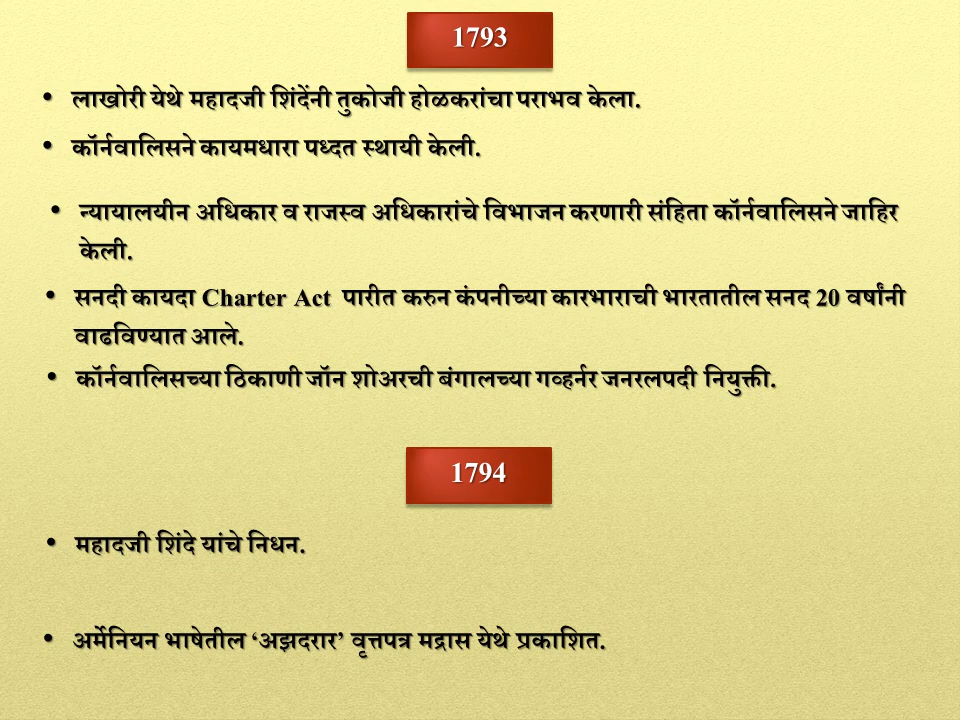 1793
• लाखोरी येथे महादजी शिंदेंनी तुकोजी होळकरांचा पराभव केला.
• कॉर्नवालिसने कायमधारा पध्दत स्थायी केली.
• न्यायालयीन अधिकार व राजस्व अधिकारांचे विभाजन करणारी संहिता कॉर्नवालिसने जाहिर
केली.
• सनदी कायदा Charter Act पारीत करुन कंपनीच्या कारभाराची भारतातील सनद 20 वर्षांनी
वाढविण्यात आले.
• कॉर्नवालिसच्या ठिकाणी जॉन शोअरची बंगालच्या गव्हर्नर जनरलपदी नियुक्ती.
1794
• महादजी शिंदे यांचे निधन.
• अर्मेनियन भाषेतील ‘अझदरार’ वृत्तपत्र मद्रास येथे प्रकाशित.